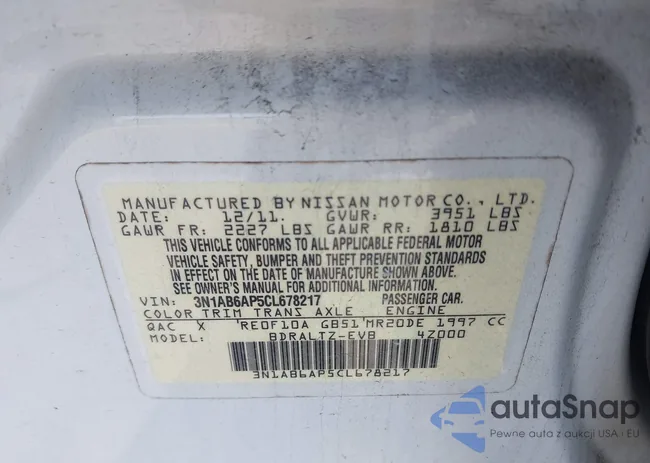 MANUFACTURED BY NISSAN MOTOR CO., LTD.
DATE: 12/11. GVWR: 3951 LBS
GAWR FR: 2227 LBS GAWR RR: 1810 LBS
THIS VEHICLE CONFORMS TO ALL APPLICABLE FEDERAL MOTOR
VEHICLE SAFETY, BUMPER AND THEFT PREVENTION STANDARDS
IN EFFECT ON THE DATE OF MANUFACTURE SHOWN ABOVE.
SEE OWNER'S MANUAL FOR ADDITIONAL INFORMATION.
VIN: 3N1AB6AP5CL678217 PASSENGER CAR.
COLOR TRIM TRANS AXLE ENGINE
QAC X 'RE0F10A GB51'MR20DE 1997 CC
MODEL: BDRALTZ-EVB 4Z000
3N1AB6AP5CL678217
autaSnap
Pewne auta z aukcji USA i EU